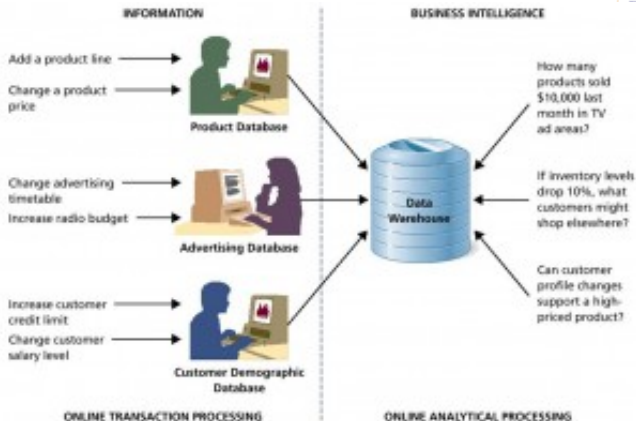 INFORMATION
BUSINESS INTELLIGENCE
Add a product line
Change a product
price
Product Database
Change advertising
timetable
Increase radio budget
Advertising Database
Increase customer
credit limit
Change customer
salary level
Customer Demographic
Database
Data
Warehouse
How many
products sold
$10,000 last
month in TV
ad areas?
If inventory levels
drop 10%, what
customers might
shop elsewhere?
Can customer
profile changes
support a high-
priced product?
ONLINE TRANSACTION PROCESSING
ONLINE ANALYTICAL PROCESSING